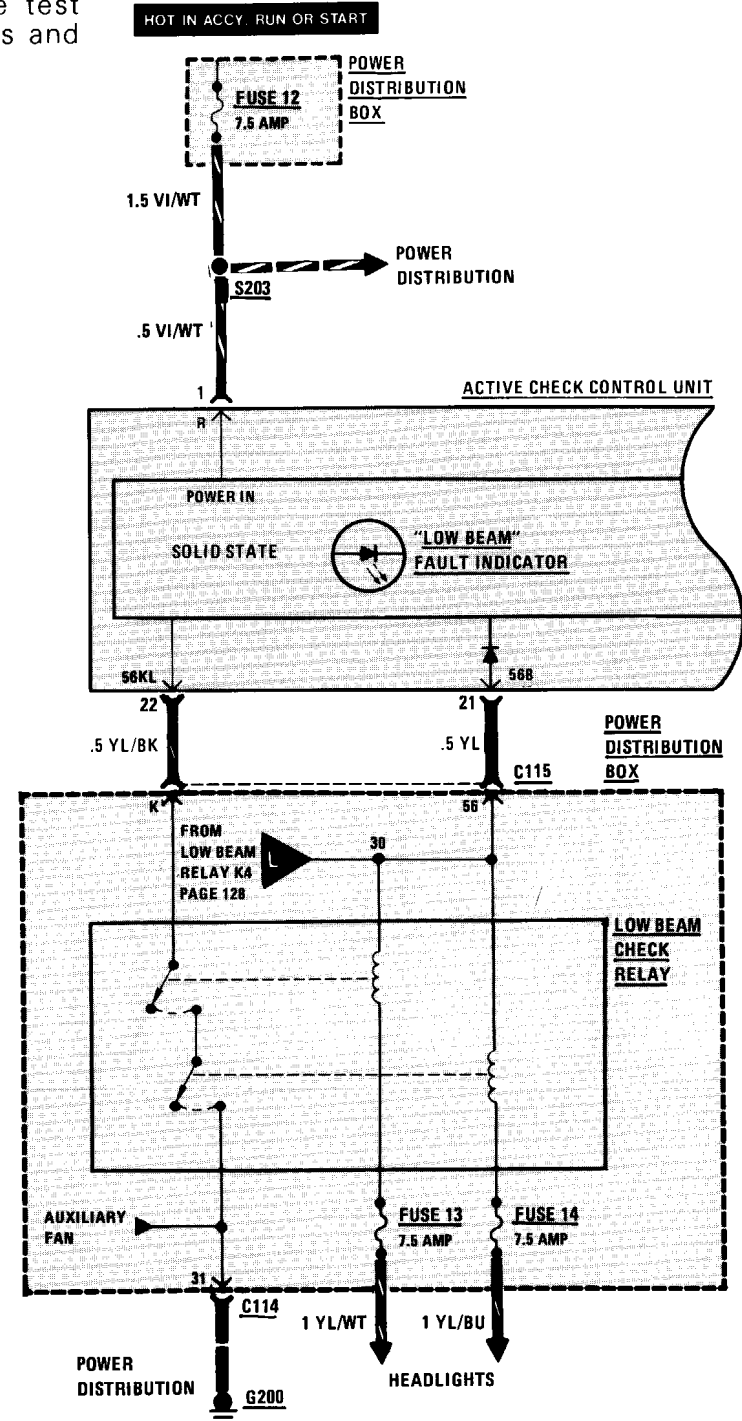 e test
s and
HOT IN ACCY, RUN OR START
POWER
DISTRIBUTION
BOX
FUSE 12
7.5 AMP
1.5 VI/WT
POWER
DISTRIBUTION
S203
.5 VI/WT
1
ACTIVE CHECK CONTROL UNIT
R
POWER IN
SOLID STATE
"LOW BEAM"
FAULT INDICATOR
56KL
56B
22
21
.5 YL/BK
.5 YL
POWER
DISTRIBUTION
BOX
C115
K
56
FROM
LOW BEAM
RELAY K4
PAGE 128
L
30
LOW BEAM
CHECK
RELAY
AUXILIARY
FAN
FUSE 13
7.5 AMP
FUSE 14
7.5 AMP
31
C114
1 YL/WT
1 YL/BU
POWER
DISTRIBUTION
HEADLIGHTS
G200